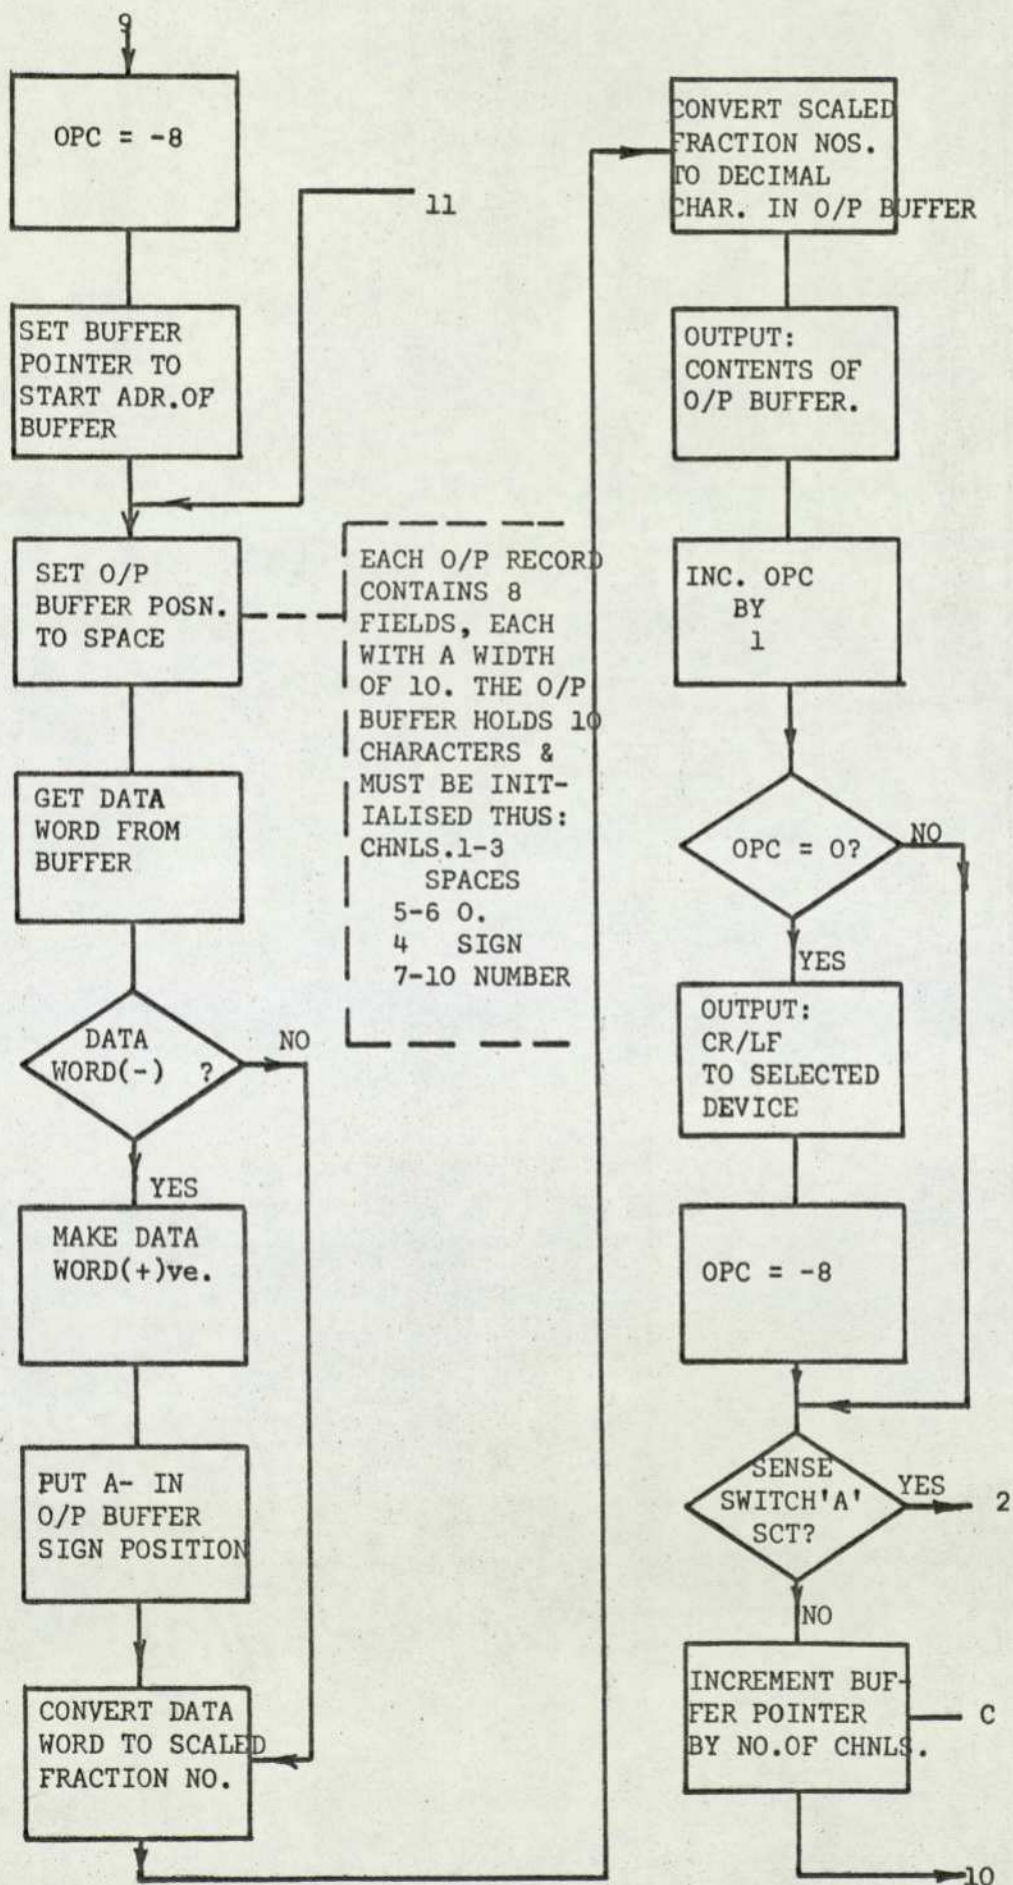 9
OPC = -8
11
SET BUFFER
POINTER TO
START ADR.OF
BUFFER
SET O/P
BUFFER POSN.
TO SPACE
EACH O/P RECORD
CONTAINS 8
FIELDS, EACH
WITH A WIDTH
OF 10. THE O/P
BUFFER HOLDS 10
CHARACTERS &
MUST BE INIT-
IALISED THUS:
CHNLS.1-3
SPACES
5-6 0.
4 SIGN
7-10 NUMBER
GET DATA
WORD FROM
BUFFER
DATA
WORD(-) ?
NO
YES
MAKE DATA
WORD(+)ve.
PUT A- IN
O/P BUFFER
SIGN POSITION
CONVERT DATA
WORD TO SCALED
FRACTION NO.
CONVERT SCALED
FRACTION NOS.
TO DECIMAL
CHAR. IN O/P BUFFER
OUTPUT:
CONTENTS OF
O/P BUFFER.
INC. OPC
BY
1
OPC = 0?
NO
YES
OUTPUT:
CR/LF
TO SELECTED
DEVICE
OPC = -8
SENSE
SWITCH'A'
SCT?
YES
2
NO
INCREMENT BUF-
FER POINTER
BY NO.OF CHNLS.
C
10